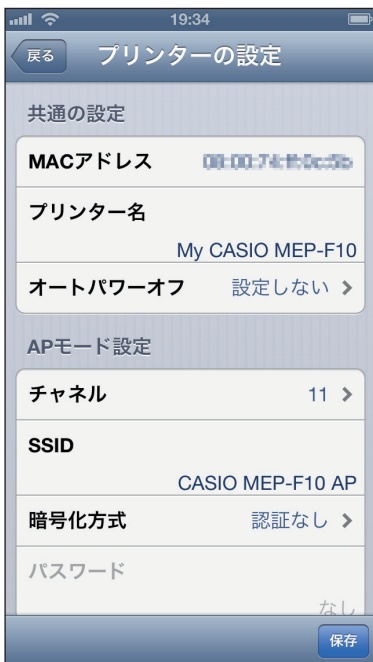 19:34
戻る
プリンターの設定
共通の設定
MACアドレス
プリンター名
My CASIO MEP-F10
オートパワーオフ 設定しない
APモード設定
チャネル 11
SSID
CASIO MEP-F10 AP
暗号化方式 認証なし
パスワード
なし
保存